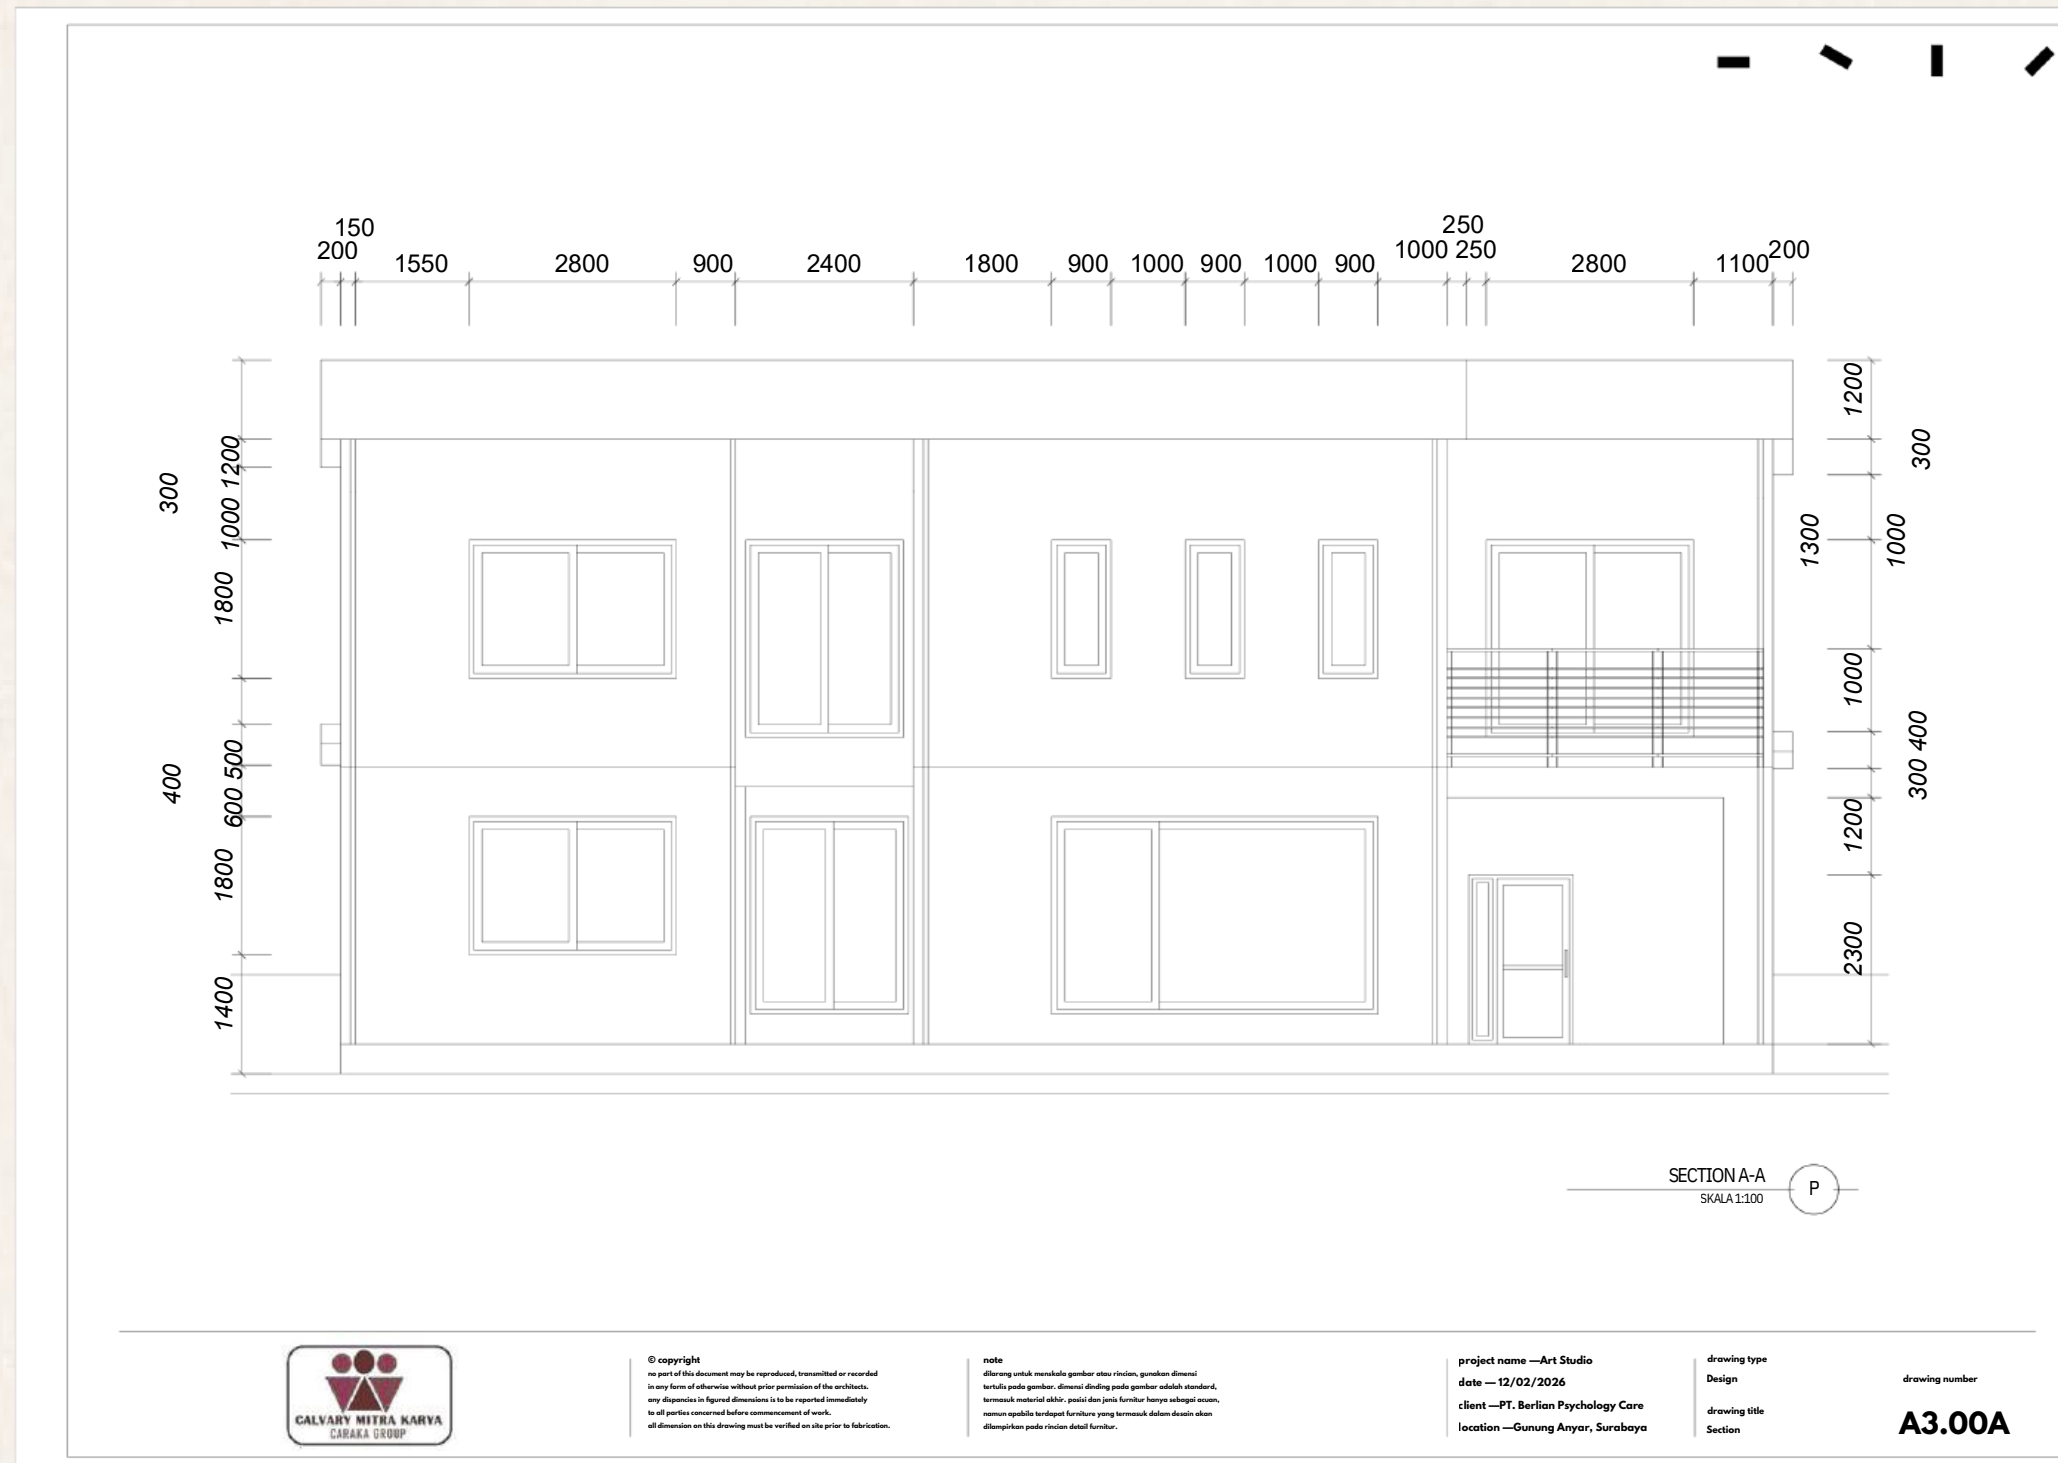 150
250
200
1000 250
200
1550
2800
900
2400
1800
900
1000
900
1000
900
2800
1100
1200
300
1200
300
1000
1300
1000
1800
1000
400
500
400
300
600
1200
1800
2300
1400
SECTION A-A
SKALA 1:100
P
CALVARY MITRA KARYA
CARAKA GROUP
© copyright
no part of this document may be reproduced, transmitted or recorded
in any form of otherwise without prior permission of the architects.
any dispancies in figured dimensions is to be reported immediately
to all parties concerned before commencement of work.
all dimension on this drawing must be verified on site prior to fabrication.
note
dilarang untuk menskala gambar atau rincian, gunakan dimensi
tertulis pada gambar. dimensi dinding pada gambar adalah standard,
termasuk material akhir. posisi dan jenis furnitur hanya sebagai acuan,
namun apabila terdapat furniture yang termasuk dalam desain akan
dilampirkan pada rincian detail furnitur.
project name —Art Studio
date — 12/02/2026
client —PT. Berlian Psychology Care
location —Gunung Anyar, Surabaya
drawing type
Design
drawing title
Section
drawing number
A3.00A